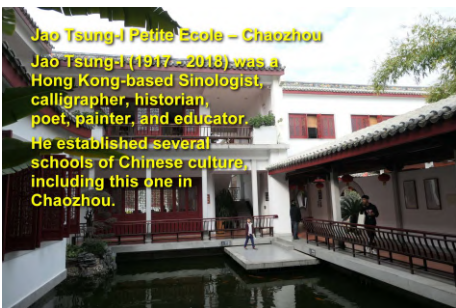 Jao Tsung-I Petite Ecole – Chaozhou
Jao Tsung-I (1917 - 2018) was a
Hong Kong-based Sinologist,
calligrapher, historian,
poet, painter, and educator.
He established several
schools of Chinese culture,
including this one in
Chaozhou.